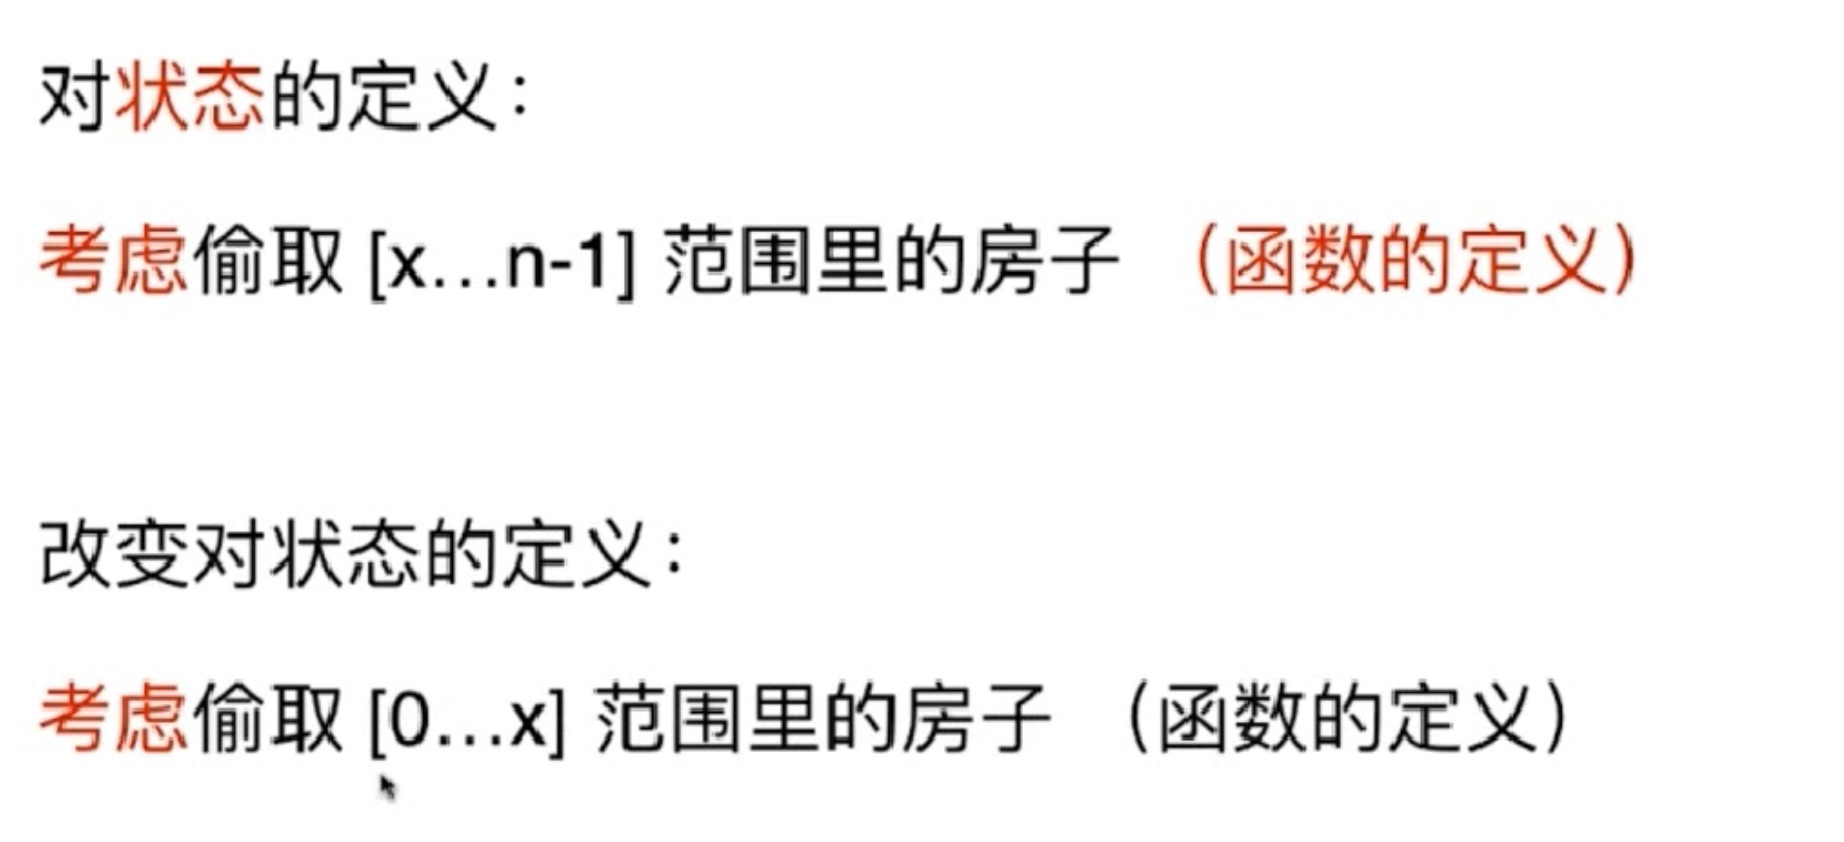 对状态的定义：
考虑偷取 [x...n-1] 范围里的房子 （函数的定义）
改变对状态的定义：
考虑偷取 [0...x] 范围里的房子 （函数的定义）